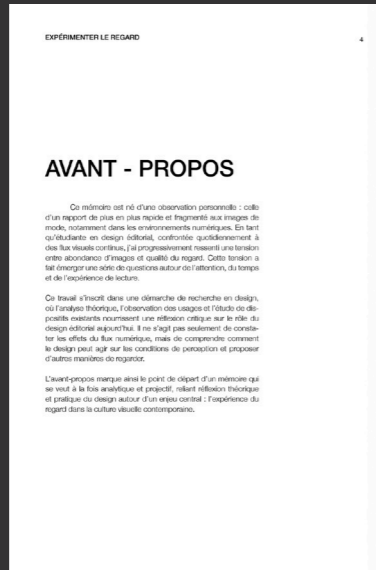 EXPÉRIMENTER LE REGARD
4
AVANT - PROPOS
Ce mémoire est né d'une observation personnelle : celle
d'un rapport de plus en plus rapide et fragmenté aux images de
mode, notamment dans les environnements numériques. En tant
qu'étudiante en design éditorial, confrontée quotidiennement à
des flux visuels continus, j'ai progressivement ressenti une tension
entre abondance d'images et qualité du regard. Cette tension a
fait émerger une série de questions autour de l'attention, du temps
et de l'expérience de lecture.
Ce travail s'inscrit dans une démarche de recherche en design,
où l'analyse théorique, l'observation des usages et l'étude de dis-
positifs existants nourrissent une réflexion critique sur le rôle du
design éditorial aujourd'hui. Il ne s'agit pas seulement de consta-
ter les effets du flux numérique, mais de comprendre comment
le design peut agir sur les conditions de perception et proposer
d'autres manières de regarder.
L'avant-propos marque ainsi le point de départ d'un mémoire qui
se veut à la fois analytique et projectif, reliant réflexion théorique
et pratique du design autour d'un enjeu central : l'expérience du
regard dans la culture visuelle contemporaine.